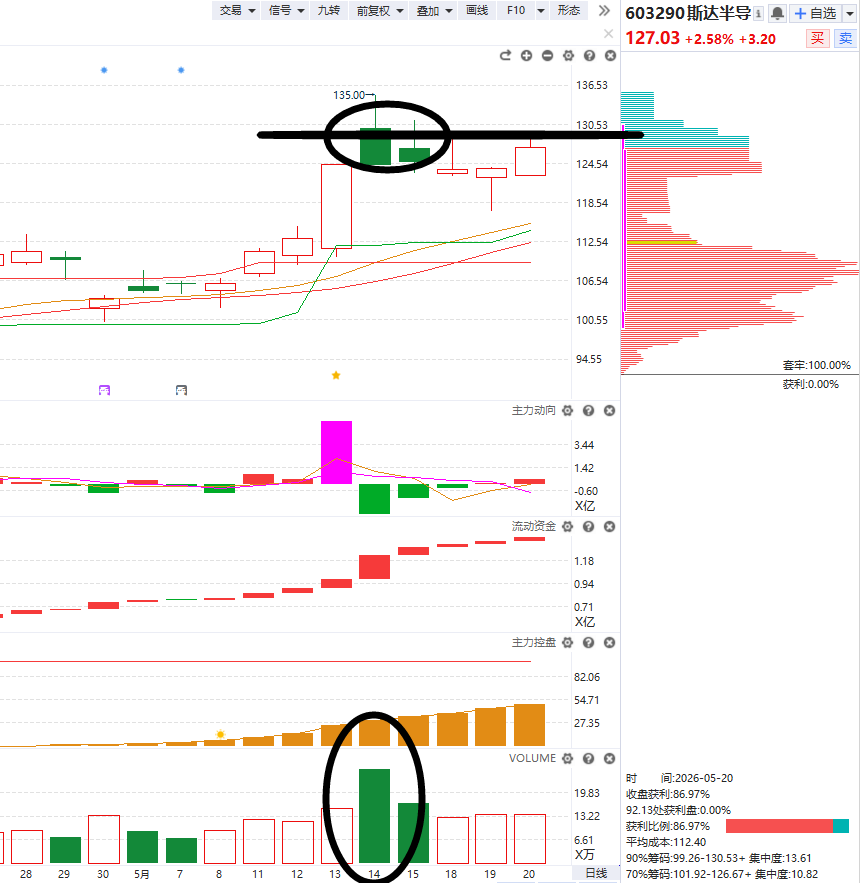 交易 信号 九转 前复权 叠加 画线 F10 形态
603290斯达半导 自选
127.03 +2.58% +3.20 买 卖
135.00
136.53
130.53
124.54
118.54
112.54
106.54
100.55
94.55
套牢:100.00%
获利:0.00%
主力动向
3.44
1.42
-0.60
X亿
流动资金
1.18
0.94
0.71
X亿
主力控盘
82.06
54.71
27.35
VOLUME
19.83
13.22
6.61
X万
28 29 30 5月 7 8 11 12 13 14 15 18 19 20 日线
时 间:2026-05-20
收盘获利:86.97%
92.13处获利盘:0.00%
获利比例:86.97%
平均成本:112.40
90%筹码:99.26-130.53+ 集中度:13.61
70%筹码:101.92-126.67+ 集中度:10.82